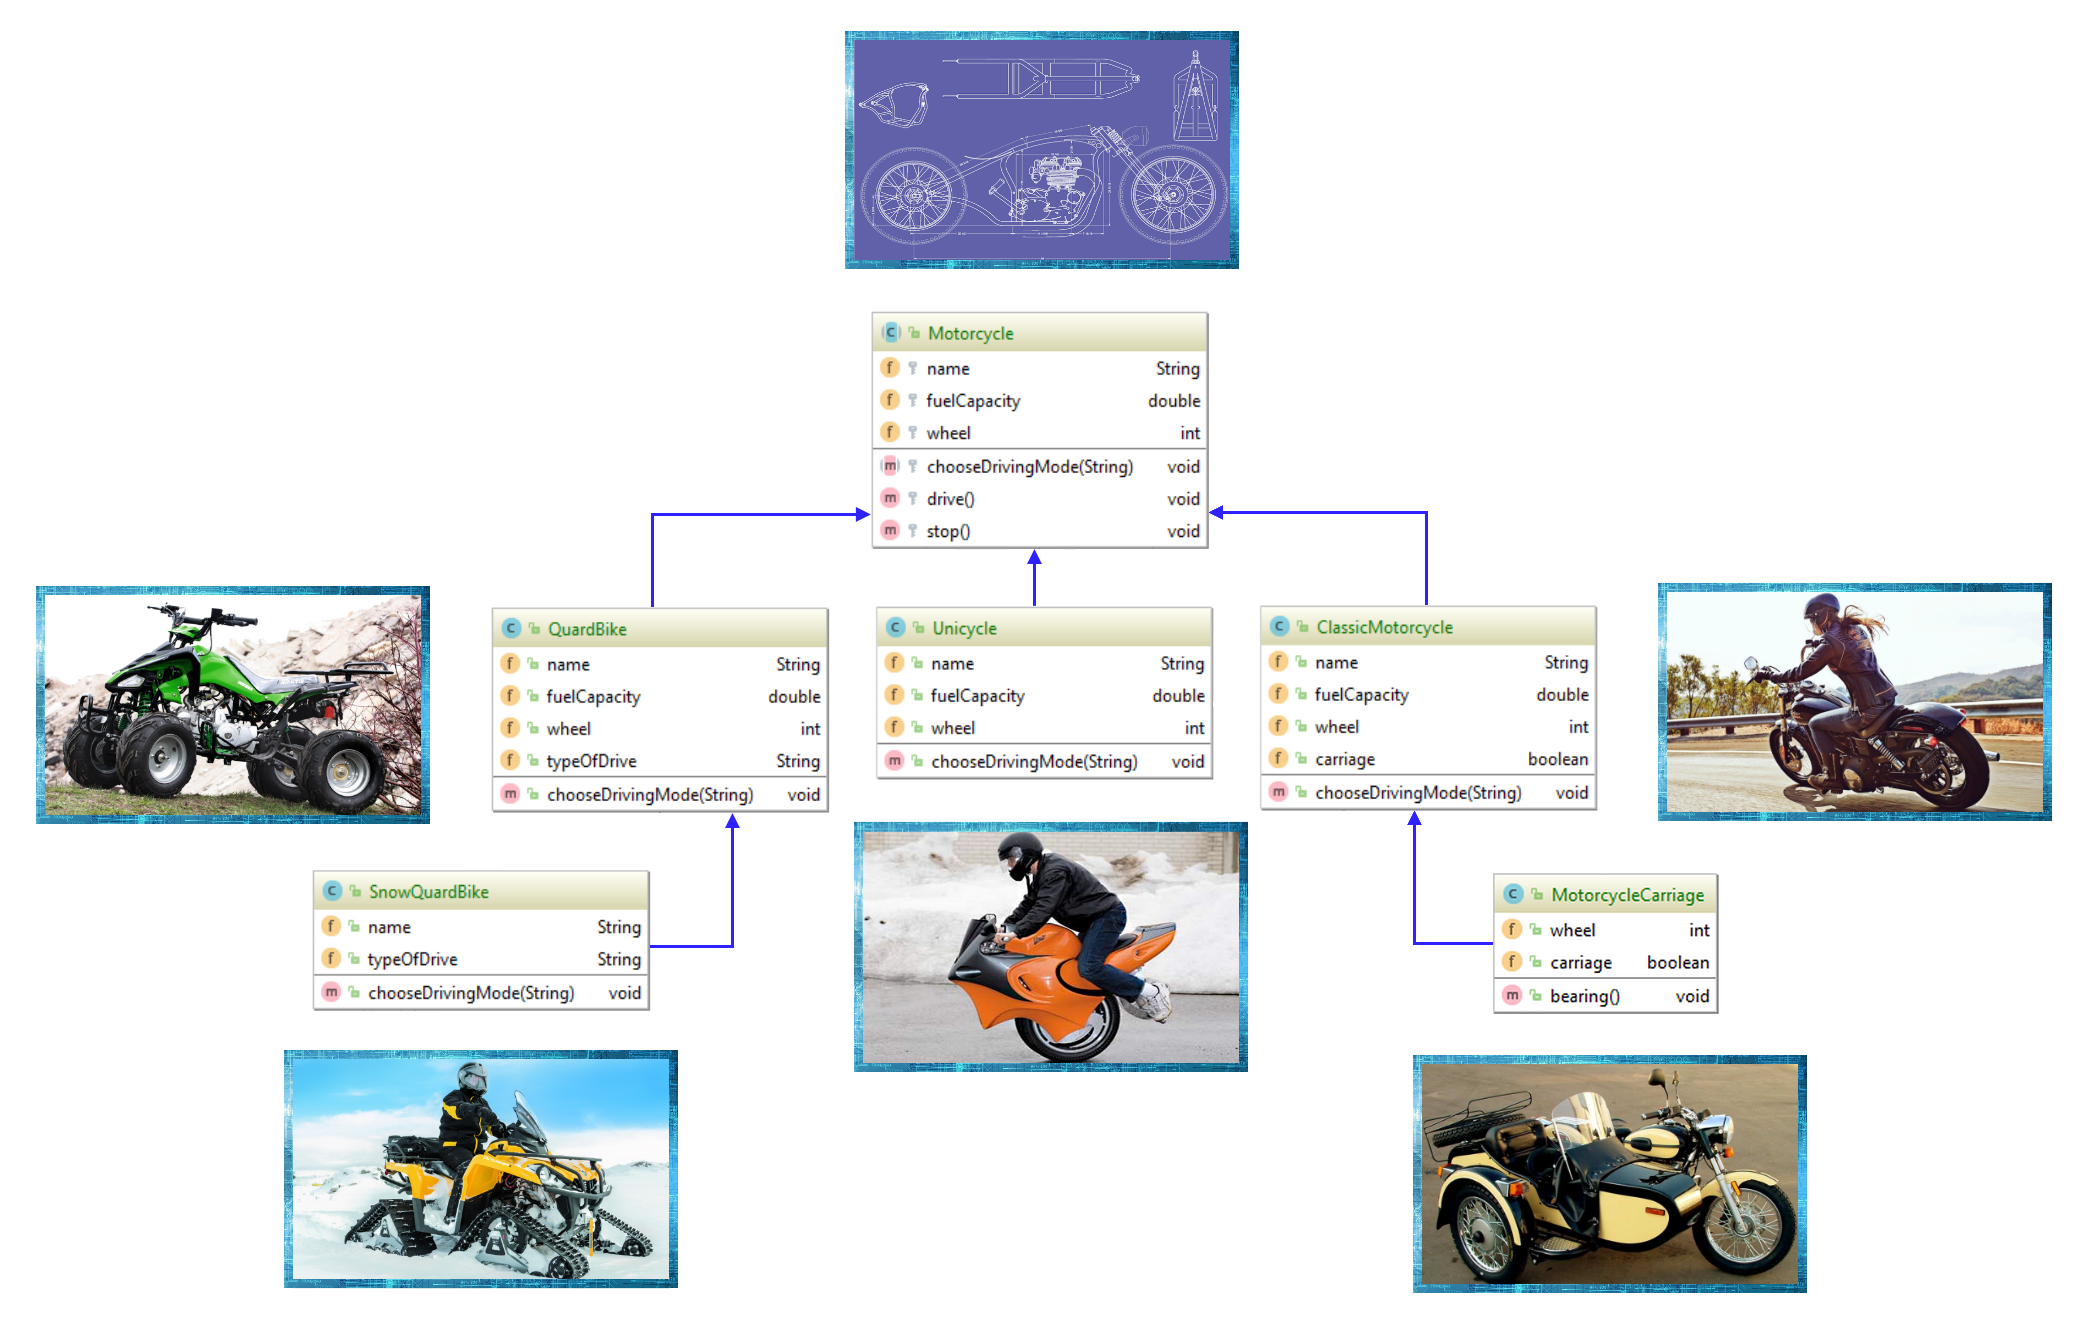 Motorcycle
name String
fuelCapacity double
wheel int
chooseDrivingMode(String) void
drive() void
stop() void
QuardBike
name String
fuelCapacity double
wheel int
typeOfDrive String
chooseDrivingMode(String) void
Unicycle
name String
fuelCapacity double
wheel int
chooseDrivingMode(String) void
ClassicMotorcycle
name String
fuelCapacity double
wheel int
carriage boolean
chooseDrivingMode(String) void
SnowQuardBike
name String
typeOfDrive String
chooseDrivingMode(String) void
MotorcycleCarriage
wheel int
carriage boolean
bearing() void